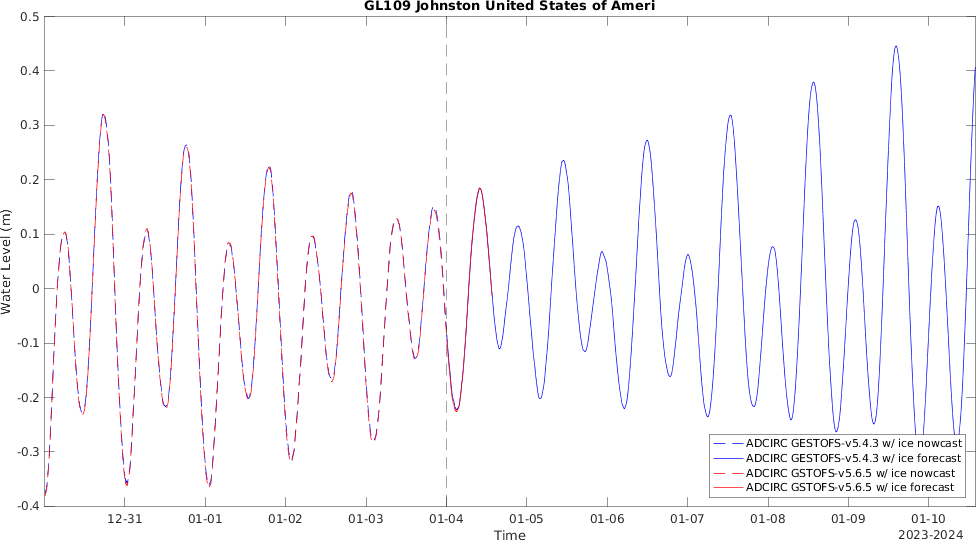 GL109 Johnston United States of Ameri
0.5
0.4
0.3
0.2
0.1
0
-0.1
-0.2
-0.3
-0.4
Water Level (m)
ADCIRC GESTOFS-v5.4.3 w/ ice nowcast
ADCIRC GESTOFS-v5.4.3 w/ ice forecast
ADCIRC GSTOFS-v5.6.5 w/ ice nowcast
ADCIRC GSTOFS-v5.6.5 w/ ice forecast
12-31 01-01 01-02 01-03 01-04 01-05 01-06 01-07 01-08 01-09 01-10
Time
2023-2024